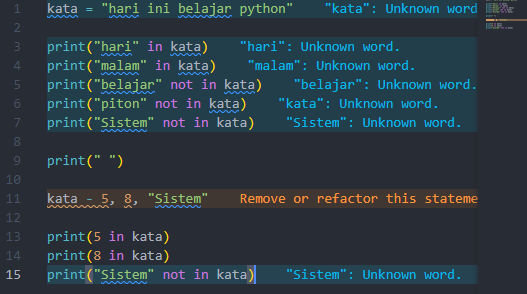 1 kata = "hari ini belajar python" "kata": Unknown word
2
3 print("hari" in kata) "hari": Unknown word.
4 print("malam" in kata) "malam": Unknown word.
5 print("belajar" not in kata) "belajar": Unknown word.
6 print("piton" not in kata) "kata": Unknown word.
7 print("Sistem" not in kata) "Sistem": Unknown word.
8
9 print(" ")
10
11 kata - 5, 8, "Sistem" Remove or refactor this stateme
12
13 print(5 in kata)
14 print(8 in kata)
15 print("Sistem" not in kata) "Sistem": Unknown word.